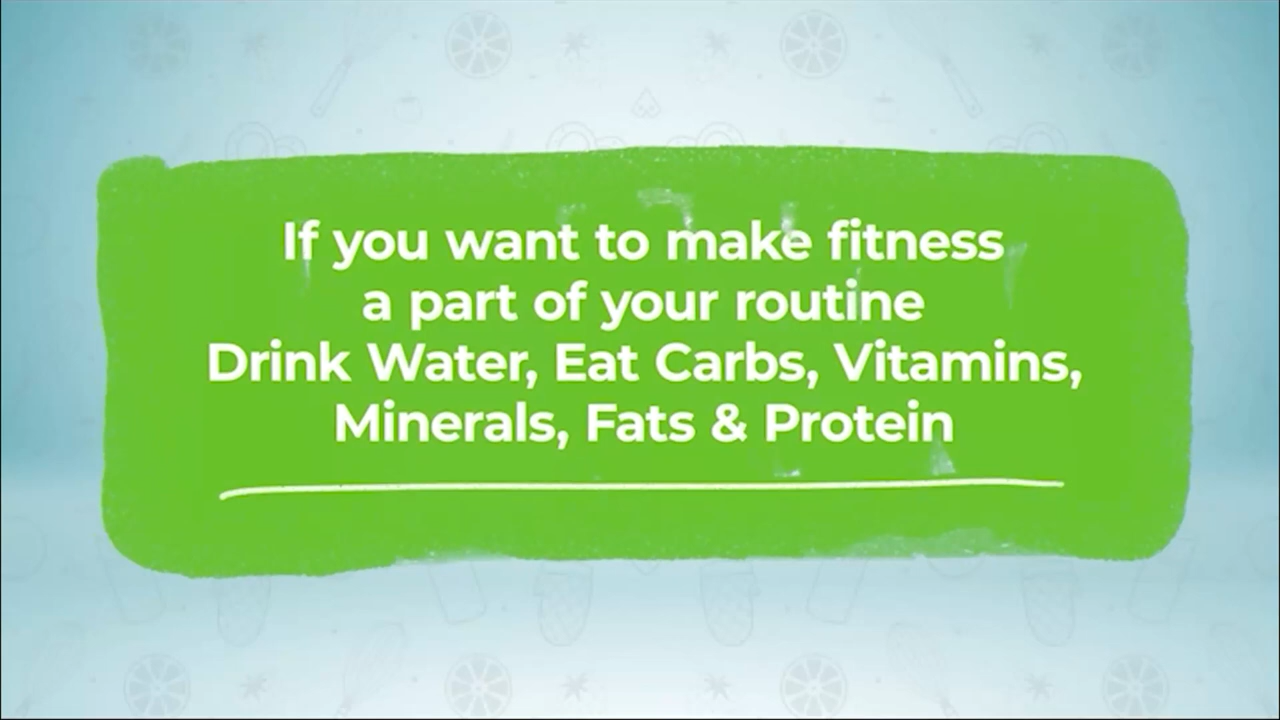 If you want to make fitness
a part of your routine
Drink Water, Eat Carbs, Vitamins,
Minerals, Fats & Protein